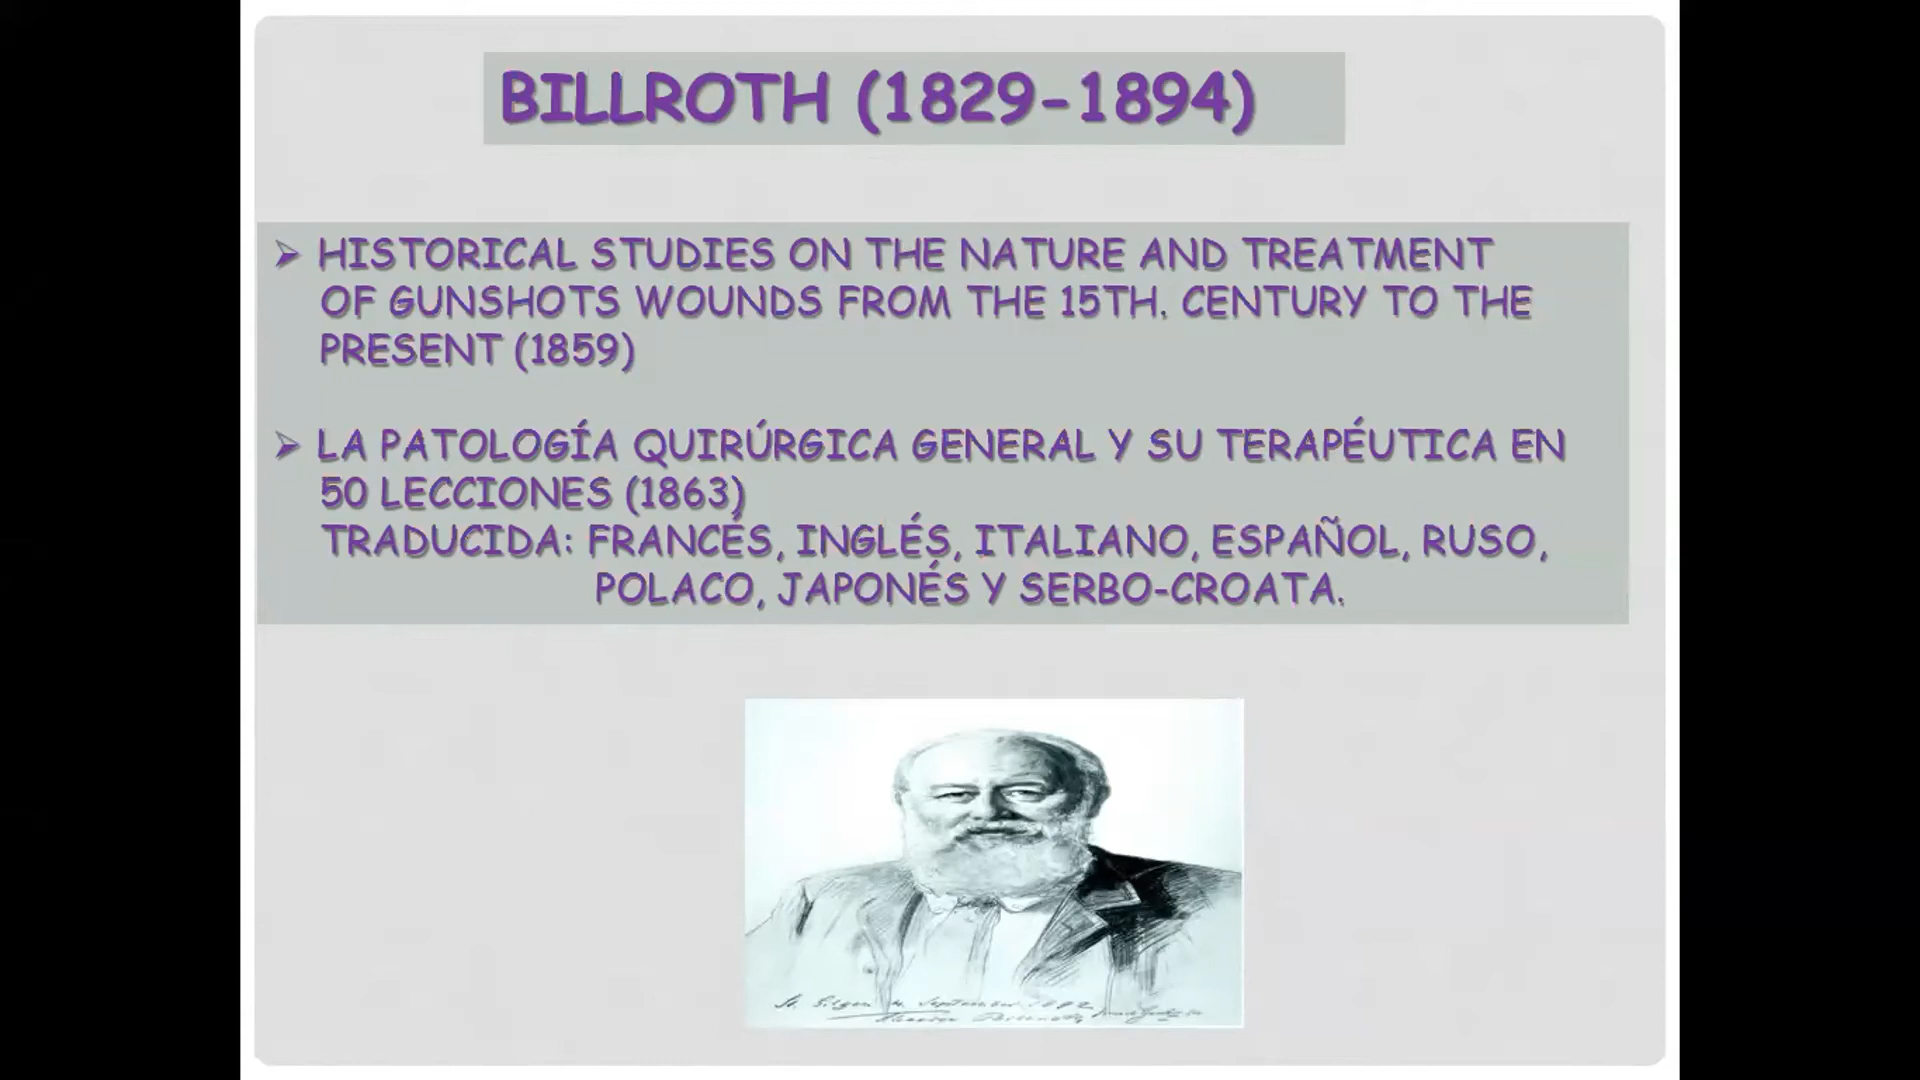 BILLROTH (1829-1894)
HISTORICAL STUDIES ON THE NATURE AND TREATMENT
OF GUNSHOTS WOUNDS FROM THE 15TH. CENTURY TO THE
PRESENT (1859)
LA PATOLOGÍA QUIRÚRGICA GENERAL Y SU TERAPÉUTICA EN
50 LECCIONES (1863)
TRADUCIDA: FRANCÉS, INGLÉS, ITALIANO, ESPAÑOL, RUSO,
POLACO, JAPONÉS Y SERBO-CROATA.
St. Gilgen